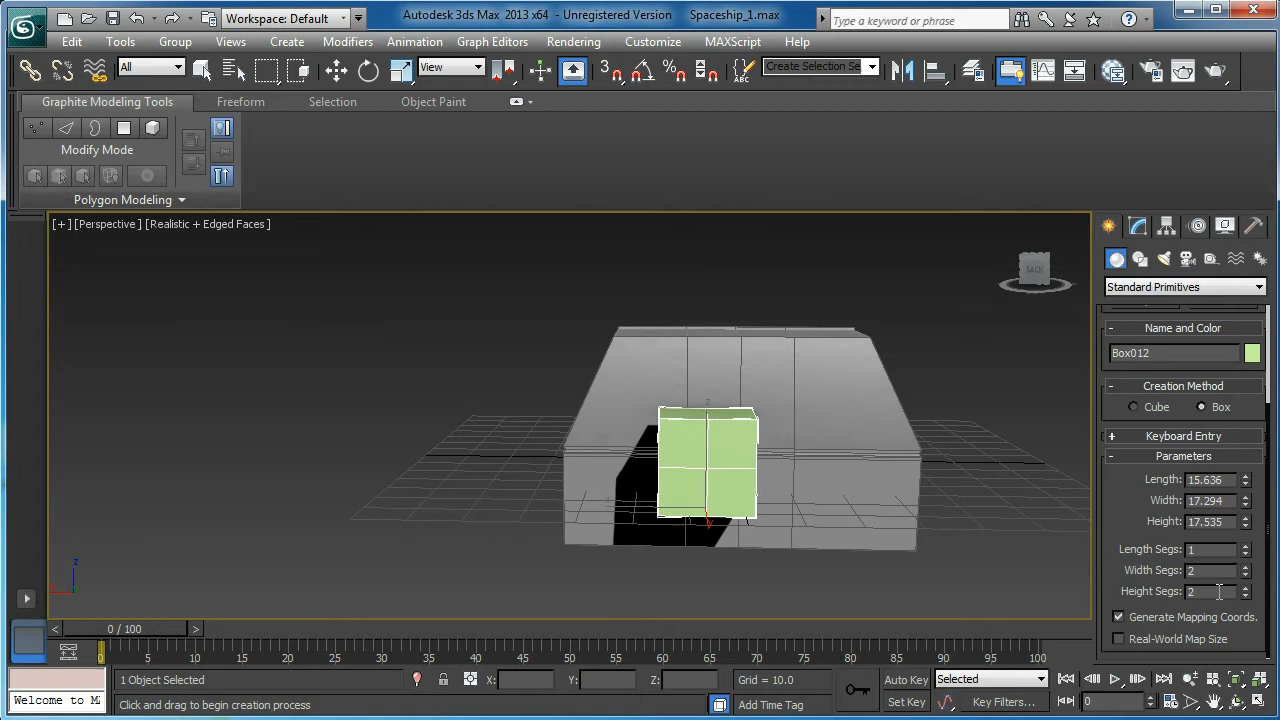 Workspace: Default
Autodesk 3ds Max  2013 x64   - Unregistered Version   Spaceship_1.max
Type a keyword or phrase
Edit Tools Group Views Create Modifiers Animation Graph Editors Rendering Customize MAXScript Help
All
View
Create Selection Se
Graphite Modeling Tools Freeform Selection Object Paint
Modify Mode
Polygon Modeling
[+] [Perspective] [Realistic + Edged Faces]
BACK
Standard Primitives
- Name and Color
Box012
- Creation Method
Cube Box
+ Keyboard Entry
- Parameters
Length: 15.636
Width: 17.294
Height: 17.535
Length Segs: 1
Width Segs: 2
Height Segs: 2
Generate Mapping Coords.
Real-World Map Size
z
y
x
z
x
< 0 / 100 >
0 5 10 15 20 25 30 35 40 45 50 55 60 65 70 75 80 85 90 95 100
1 Object Selected X: Y: Z: Grid = 10.0 Auto Key Selected
Welcome to M Click and drag to begin creation process Add Time Tag Set Key Key Filters... 0